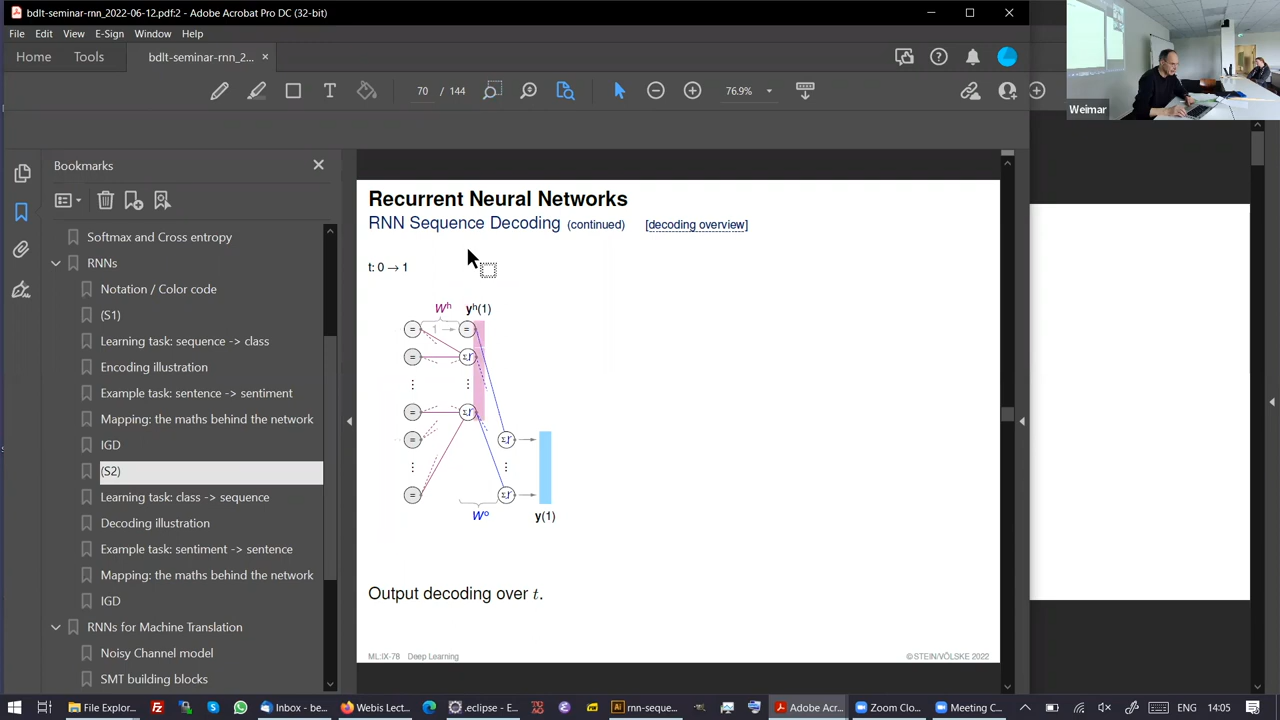 bdlt-seminar-rnn_2022-06-12.pdf:2 - Adobe Acrobat Pro DC (32-bit)
File Edit View E-Sign Window Help
Home Tools bdlt-seminar-rnn_2... ×
70 / 144 76.9%
Weimar
Bookmarks
Softmax and Cross entropy
RNNs
Notation / Color code
(S1)
Learning task: sequence -> class
Encoding illustration
Example task: sentence -> sentiment
Mapping: the maths behind the network
IGD
(S2)
Learning task: class -> sequence
Decoding illustration
Example task: sentiment -> sentence
Mapping: the maths behind the network
IGD
RNNs for Machine Translation
Noisy Channel model
SMT building blocks
Recurrent Neural Networks
RNN Sequence Decoding (continued) [decoding overview]
t: 0 → 1
Wʰ yʰ(1)
= 1 =
= Σ,ſ
⋮ ⋮
= Σ,ſ
= Σ,ſ
⋮ ⋮
= Σ,ſ
Wᵒ y(1)
Output decoding over t.
ML:IX-78 Deep Learning ©STEIN/VÖLSKE 2022
File Explor... Inbox - be... Webis Lect... .eclipse - E... rnn-seque... Adobe Acr... Zoom Clo... Meeting C... ENG 14:05